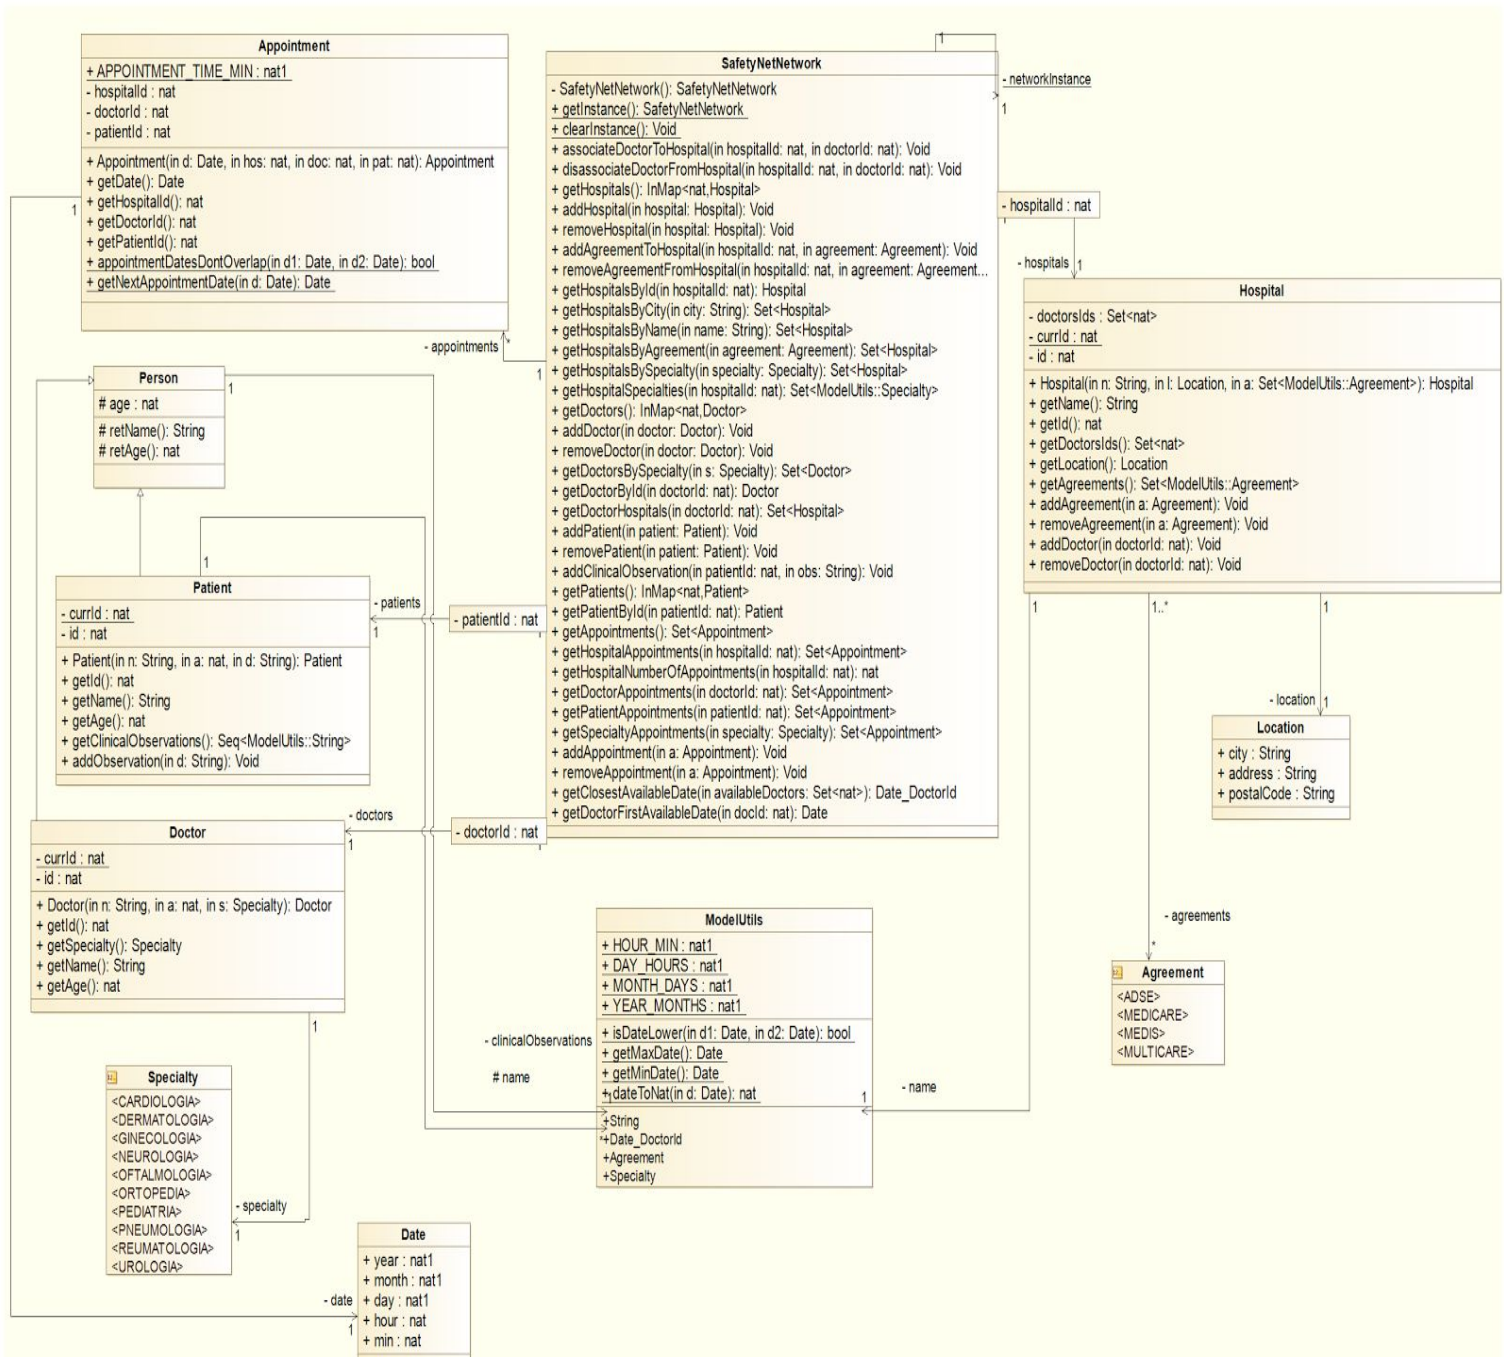 Appointment
+ APPOINTMENT_TIME_MIN : nat1
- hospitalId : nat
- doctorId : nat
- patientId : nat
+ Appointment(in d: Date, in hos: nat, in doc: nat, in pat: nat): Appointment
+ getDate(): Date
+ getHospitalId(): nat
+ getDoctorId(): nat
+ getPatientId(): nat
+ appointmentDatesDontOverlap(in d1: Date, in d2: Date): bool
+ getNextAppointmentDate(in d: Date): Date
1
- appointments
*
1
SafetyNetNetwork
- SafetyNetNetwork(): SafetyNetNetwork
+ getInstance(): SafetyNetNetwork
+ clearInstance(): Void
+ associateDoctorToHospital(in hospitalId: nat, in doctorId: nat): Void
+ disassociateDoctorFromHospital(in hospitalId: nat, in doctorId: nat): Void
+ getHospitals(): InMap<nat,Hospital>
+ addHospital(in hospital: Hospital): Void
+ removeHospital(in hospital: Hospital): Void
+ addAgreementToHospital(in hospitalId: nat, in agreement: Agreement): Void
+ removeAgreementFromHospital(in hospitalId: nat, in agreement: Agreement...
+ getHospitalsById(in hospitalId: nat): Hospital
+ getHospitalsByCity(in city: String): Set<Hospital>
+ getHospitalsByName(in name: String): Set<Hospital>
+ getHospitalsByAgreement(in agreement: Agreement): Set<Hospital>
+ getHospitalsBySpecialty(in specialty: Specialty): Set<Hospital>
+ getHospitalSpecialties(in hospitalId: nat): Set<ModelUtils::Specialty>
+ getDoctors(): InMap<nat,Doctor>
+ addDoctor(in doctor: Doctor): Void
+ removeDoctor(in doctor: Doctor): Void
+ getDoctorsBySpecialty(in s: Specialty): Set<Doctor>
+ getDoctorById(in doctorId: nat): Doctor
+ getDoctorHospitals(in doctorId: nat): Set<Hospital>
+ addPatient(in patient: Patient): Void
+ removePatient(in patient: Patient): Void
+ addClinicalObservation(in patientId: nat, in obs: String): Void
+ getPatients(): InMap<nat,Patient>
+ getPatientById(in patientId: nat): Patient
+ getAppointments(): Set<Appointment>
+ getHospitalAppointments(in hospitalId: nat): Set<Appointment>
+ getHospitalNumberOfAppointments(in hospitalId: nat): nat
+ getDoctorAppointments(in doctorId: nat): Set<Appointment>
+ getPatientAppointments(in patientId: nat): Set<Appointment>
+ getSpecialtyAppointments(in specialty: Specialty): Set<Appointment>
+ addAppointment(in a: Appointment): Void
+ removeAppointment(in a: Appointment): Void
+ getClosestAvailableDate(in availableDoctors: Set<nat>): Date_DoctorId
+ getDoctorFirstAvailableDate(in docId: nat): Date
1
- networkInstance
1
- hospitalId : nat
- hospitals
1
Hospital
- doctorsIds : Set<nat>
- currId : nat
- id : nat
+ Hospital(in n: String, in l: Location, in a: Set<ModelUtils::Agreement>): Hospital
+ getName(): String
+ getId(): nat
+ getDoctorsIds(): Set<nat>
+ getLocation(): Location
+ getAgreements(): Set<ModelUtils::Agreement>
+ addAgreement(in a: Agreement): Void
+ removeAgreement(in a: Agreement): Void
+ addDoctor(in doctorId: nat): Void
+ removeDoctor(in doctorId: nat): Void
1
1..*
1
Person
# age : nat
# retName(): String
# retAge(): nat
1
1
Patient
- currId : nat
- id : nat
+ Patient(in n: String, in a: nat, in d: String): Patient
+ getId(): nat
+ getName(): String
+ getAge(): nat
+ getClinicalObservations(): Seq<ModelUtils::String>
+ addObservation(in d: String): Void
- patients
1
- patientId : nat
- location
1
Location
+ city : String
+ address : String
+ postalCode : String
- doctors
1
- doctorId : nat
Doctor
- currId : nat
- id : nat
+ Doctor(in n: String, in a: nat, in s: Specialty): Doctor
+ getId(): nat
+ getSpecialty(): Specialty
+ getName(): String
+ getAge(): nat
1
ModelUtils
+ HOUR_MIN : nat1
+ DAY_HOURS : nat1
+ MONTH_DAYS : nat1
+ YEAR_MONTHS : nat1
+ isDateLower(in d1: Date, in d2: Date): bool
+ getMaxDate(): Date
+ getMinDate(): Date
+ dateToNat(in d: Date): nat
+String
+Date_DoctorId
+Agreement
+Specialty
- clinicalObservations
# name
1
*
- name
1
- agreements
*
Agreement
<ADSE>
<MEDICARE>
<MEDIS>
<MULTICARE>
Specialty
<CARDIOLOGIA>
<DERMATOLOGIA>
<GINECOLOGIA>
<NEUROLOGIA>
<OFTALMOLOGIA>
<ORTOPEDIA>
<PEDIATRIA>
<PNEUMOLOGIA>
<REUMATOLOGIA>
<UROLOGIA>
- specialty
1
Date
+ year : nat1
+ month : nat1
+ day : nat1
+ hour : nat
+ min : nat
- date
1